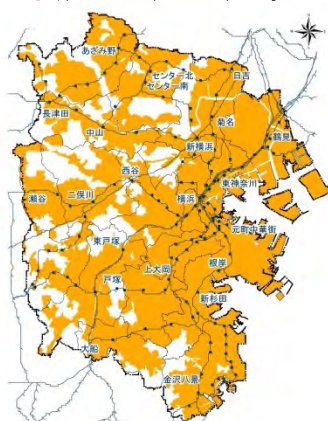 あざみ野
センター北
センター南
日吉
長津田
中山
菊名
新横浜
鶴見
西谷
東神奈川
瀬谷
二俣川
横浜
元町中華街
東戸塚
上大岡
根岸
戸塚
新杉田
大船
金沢八景